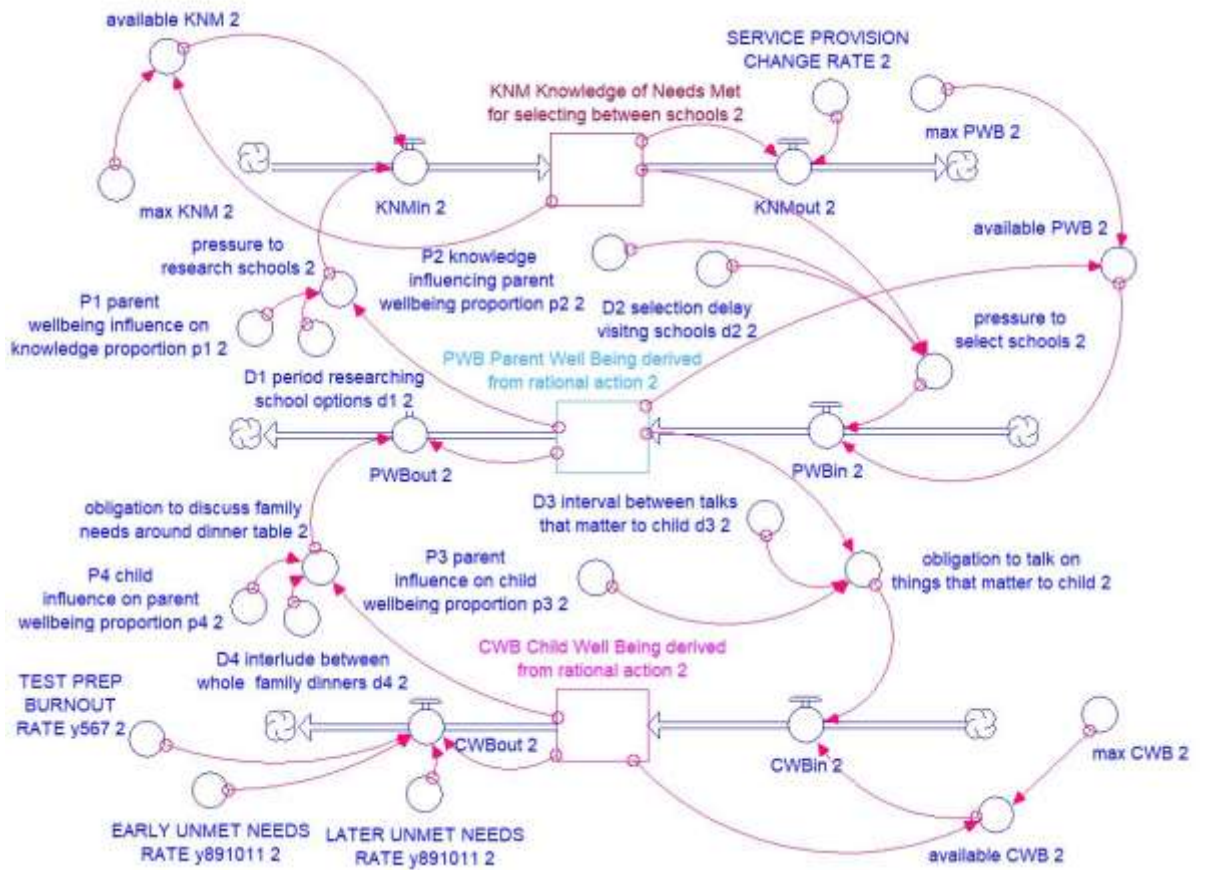 available KNM 2
SERVICE PROVISION
CHANGE RATE 2
KNM Knowledge of Needs Met
for selecting between schools 2
max PWB 2
max KNM 2
KNMin 2
KNMout 2
available PWB 2
pressure to
research schools 2
P2 knowledge
influencing parent
wellbeing proportion p2 2
D2 selection delay
visitng schools d2 2
P1 parent
wellbeing influence on
knowledge proportion p1 2
pressure to
select schools 2
PWB Parent Well Being derived
from rational action 2
D1 period researching
school options d1 2
PWBout 2
PWBin 2
obligation to discuss family
needs around dinner table 2
D3 interval between talks
that matter to child d3 2
P4 child
influence on parent
wellbeing proportion p4 2
P3 parent
influence on child
wellbeing proportion p3 2
obligation to talk on
things that matter to child 2
D4 interlude between
whole family dinners d4 2
CWB Child Well Being derived
from rational action 2
TEST PREP
BURNOUT
RATE y567 2
CWBout 2
CWBin 2
max CWB 2
EARLY UNMET NEEDS
RATE y891011 2
LATER UNMET NEEDS
RATE y891011 2
available CWB 2